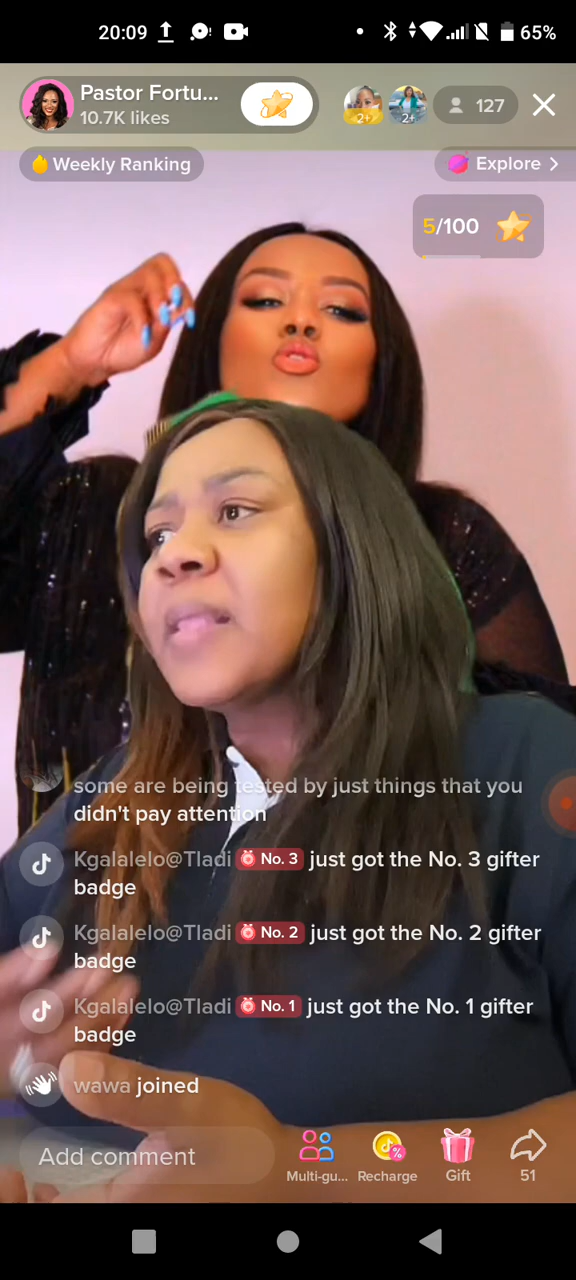 20:09
65%
Pastor Fortu...
10.7K likes
2+
2+
127
Weekly Ranking
Explore
5/100
some are being tested by just things that you
didn't pay attention
Kgalalelo@Tladi No. 3 just got the No. 3 gifter
badge
Kgalalelo@Tladi No. 2 just got the No. 2 gifter
badge
Kgalalelo@Tladi No. 1 just got the No. 1 gifter
badge
wawa joined
Add comment
Multi-gu...
Recharge
Gift
51